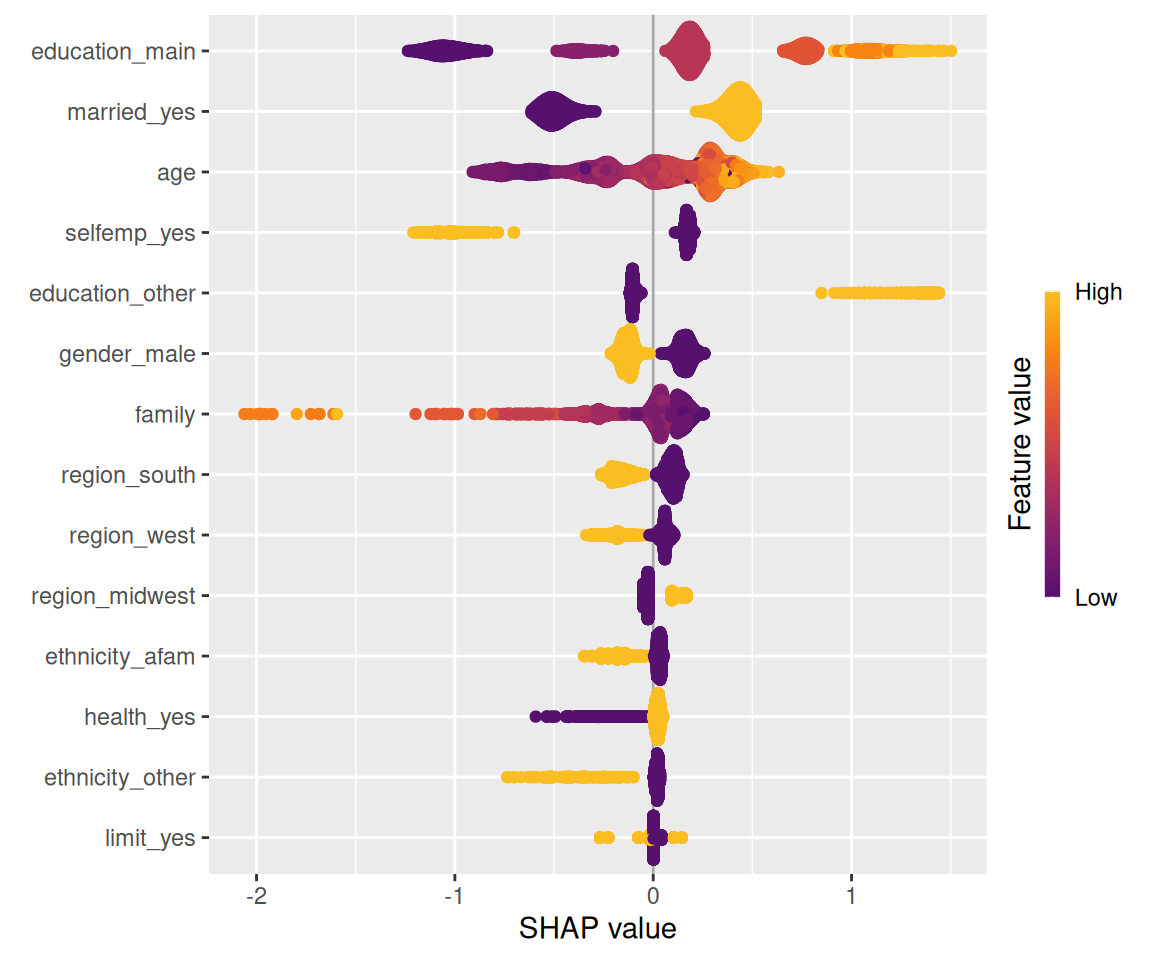 education_main
married_yes
age
selfemp_yes
education_other
gender_male
family
region_south
region_west
region_midwest
ethnicity_afam
health_yes
ethnicity_other
limit_yes
-2 -1 0 1
SHAP value
High
Feature value
Low